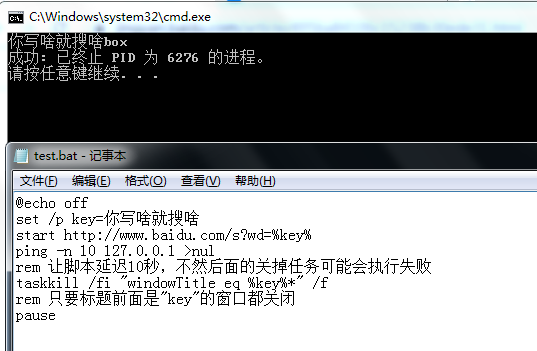 C:\Windows\system32\cmd.exe
你写啥就搜啥box
成功: 已终止 PID 为 6276 的进程。
请按任意键继续. . .
test.bat - 记事本
文件(F) 编辑(E) 格式(O) 查看(V) 帮助(H)
@echo off
set /p key=你写啥就搜啥
start http://www.baidu.com/s?wd=%key%
ping -n 10 127.0.0.1 >nul
rem 让脚本延迟10秒，不然后面的关掉任务可能会执行失败
taskkill /fi "windowTitle eq %key%*" /f
rem 只要标题前面是"key"的窗口都关闭
pause